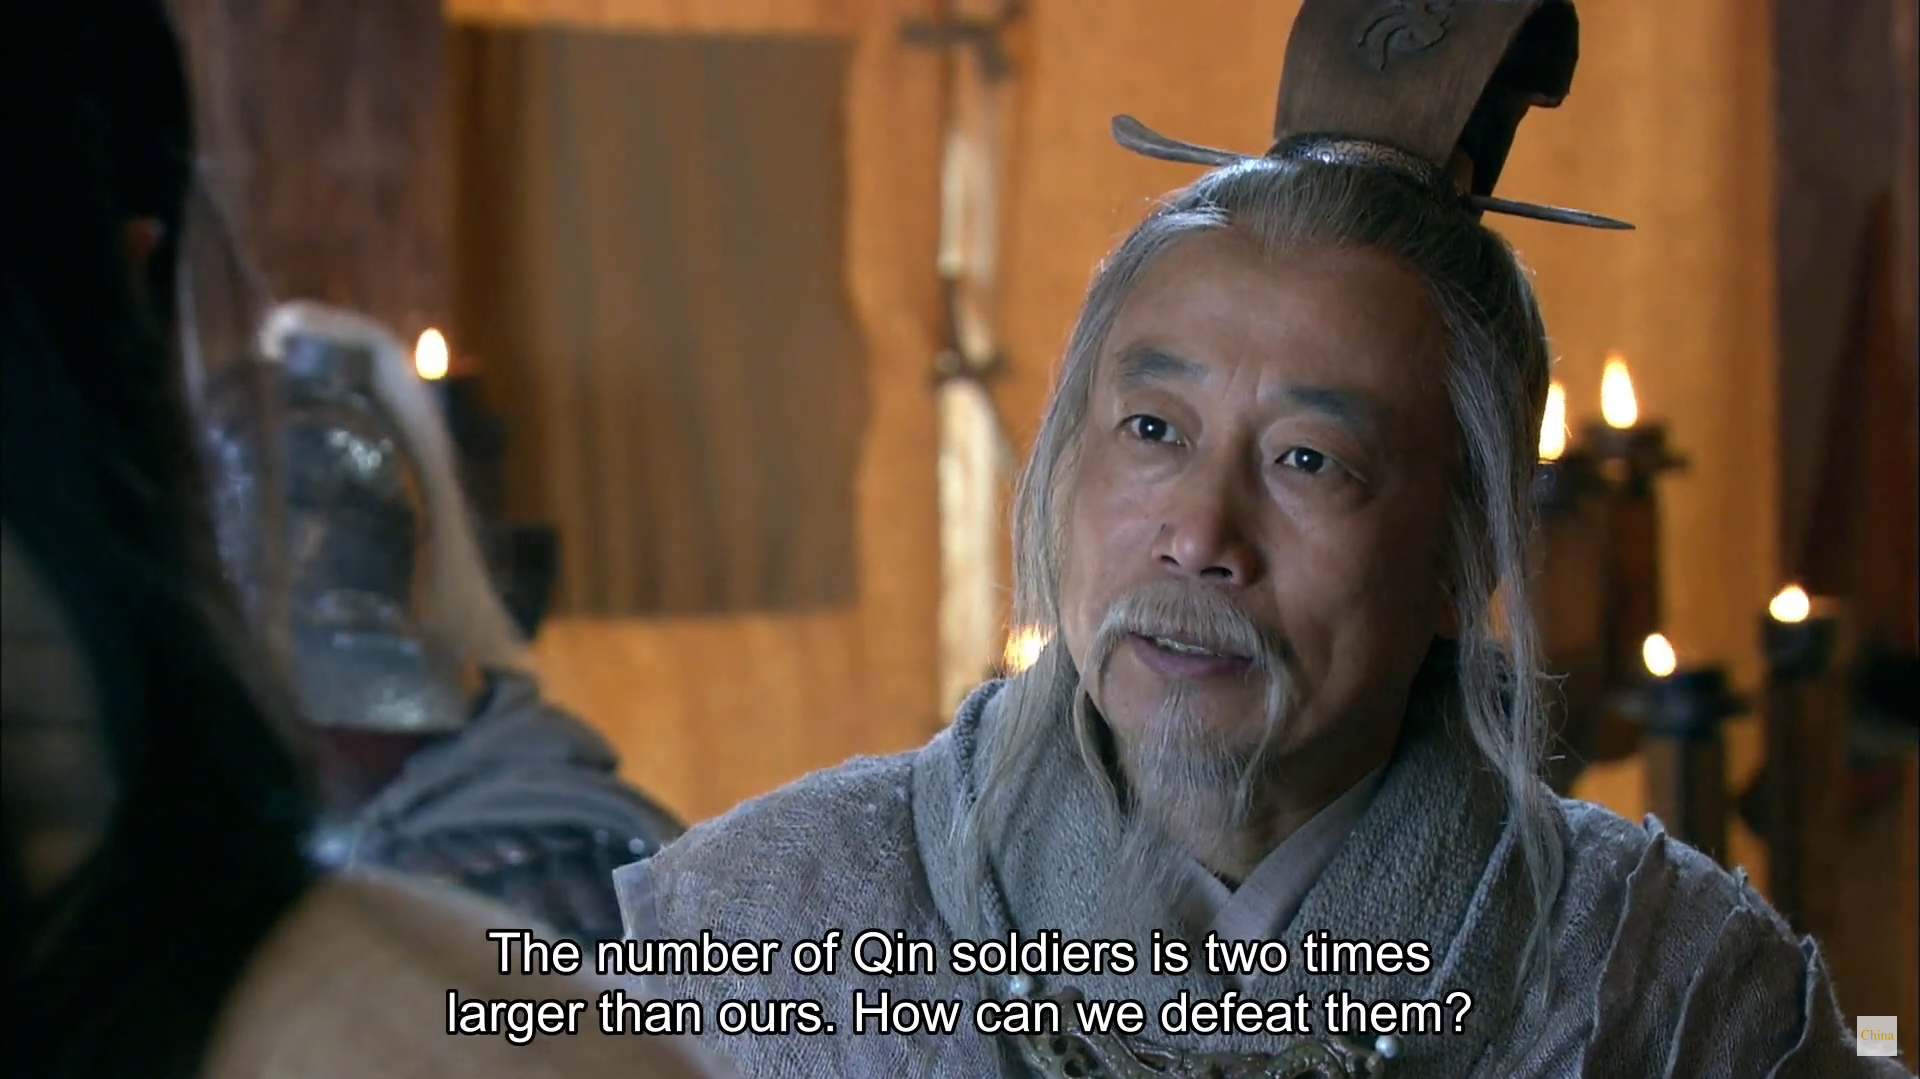 The number of Qin soldiers is two times
larger than ours. How can we defeat them?
China